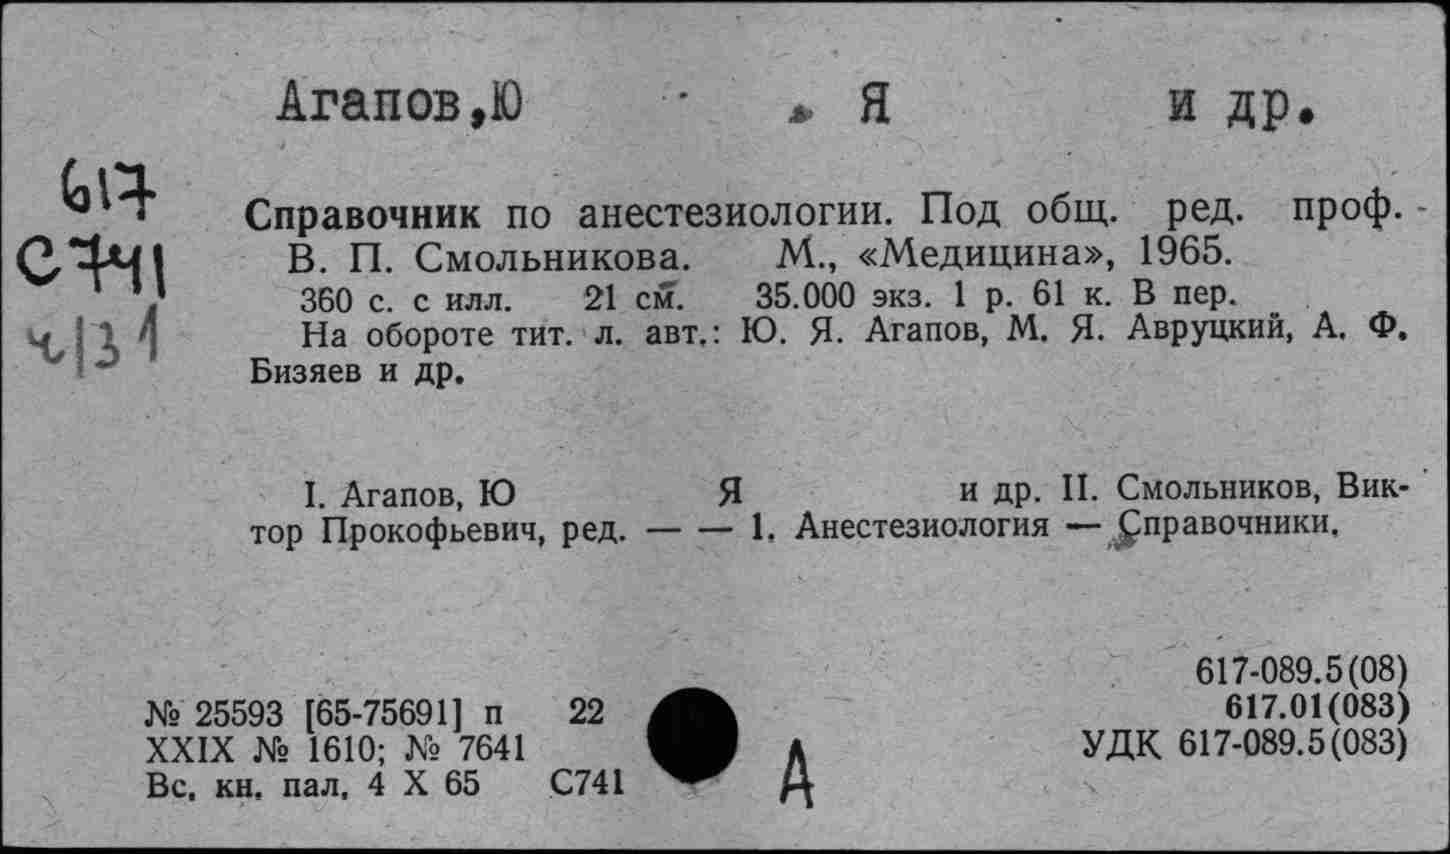 Агапов,Ю Я и др.
617
С741
Справочник по анестезиологии. Под общ. ред. проф.
В. П. Смольникова. М., «Медицина», 1965.
360 с. с илл. 21 см. 35.000 экз. 1 р. 61 к. В пер.
На обороте тит. л. авт.: Ю. Я. Агапов, М. Я. Авруцкий, А. Ф.
Бизяев и др.
I. Агапов, Ю Я и др. II. Смольников, Вик-
тор Прокофьевич, ред. — — 1. Анестезиология — Справочники.
617-089.5(08)
№ 25593 [65-75691] п 22 617.01(083)
XXIX № 1610; № 7641 УДК 617-089.5(083)
Вс. кн. пал. 4 X 65 С741 А